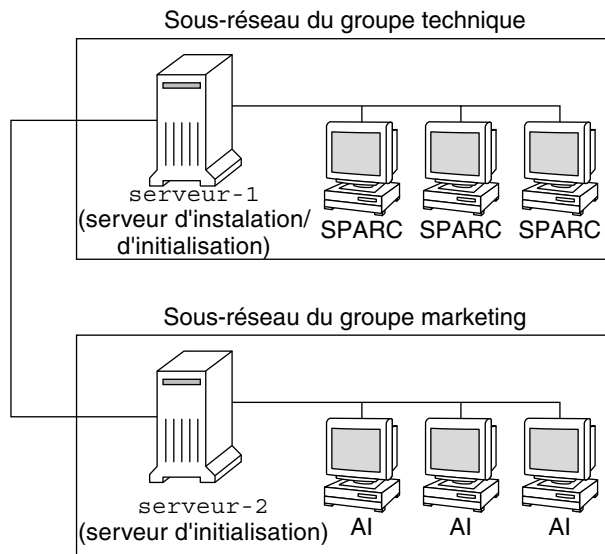 Sous-réseau du groupe technique
serveur-1
(serveur d'instalation/
d'initialisation)
SPARC SPARC SPARC
Sous-réseau du groupe marketing
serveur-2
(serveur d'initialisation)
AI AI AI